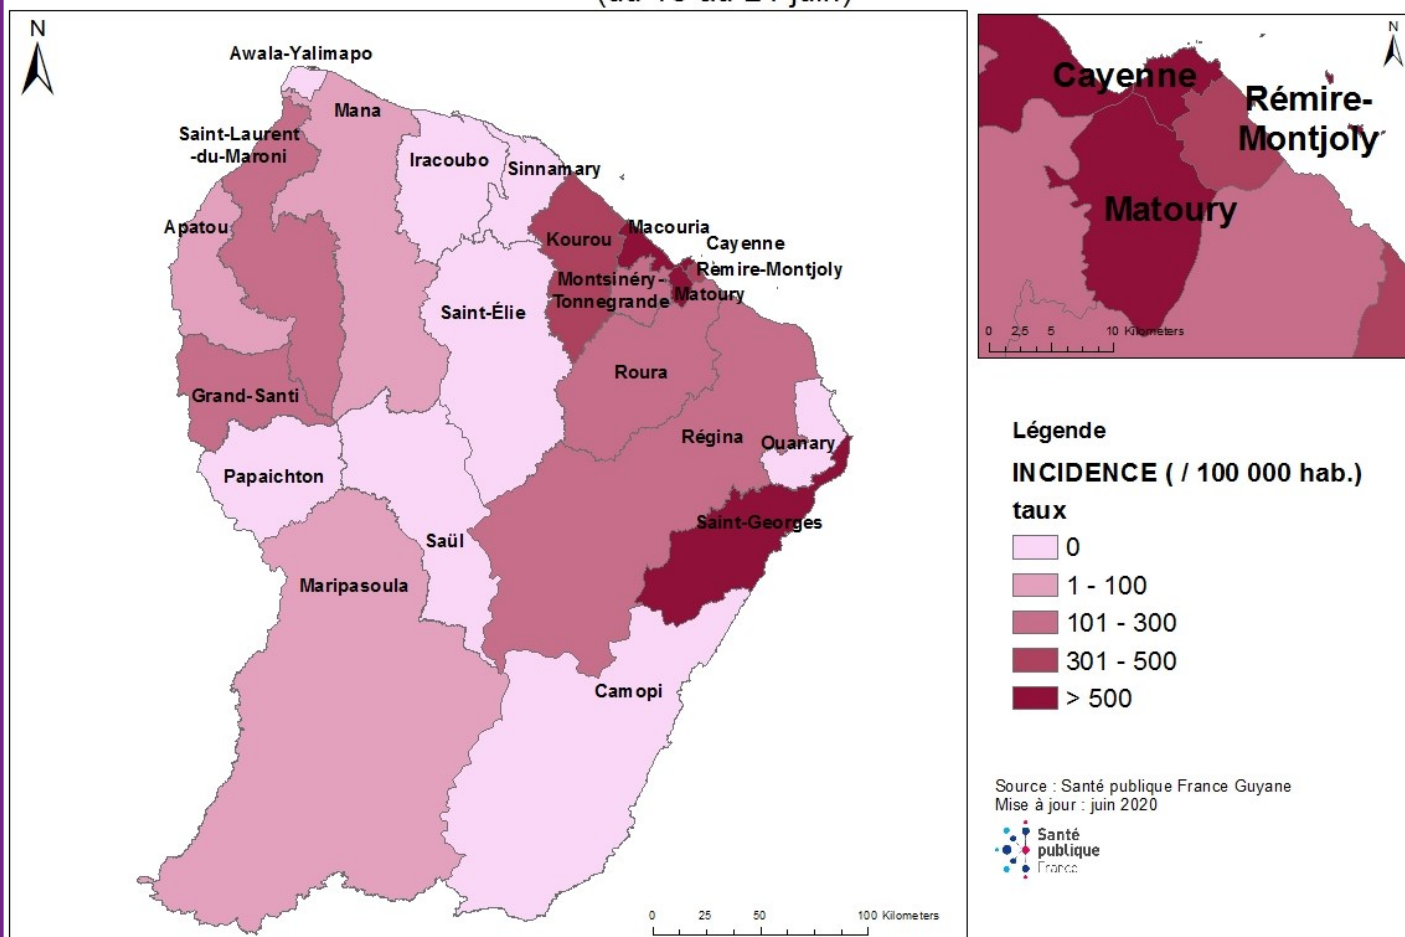 N
Awala-Yalimapo
Mana
Saint-Laurent
-du-Maroni
Iracoubo
Sinnamary
Apatou
Kourou
Macouria
Cayenne
Rémire-Montjoly
Montsinéry-
Tonnegrande
Matoury
Saint-Élie
Roura
Grand-Santi
Régina
Ouanary
Papaichton
Saint-Georges
Saül
Maripasoula
Camopi
0 25 50 100 Kilometers
N
Cayenne
Rémire-
Montjoly
Matoury
0 2,5 5 10 Kilometers
Légende
INCIDENCE ( / 100 000 hab.)
taux
0
1 - 100
101 - 300
301 - 500
> 500
Source : Santé publique France Guyane
Mise à jour : juin 2020
Santé
publique
France